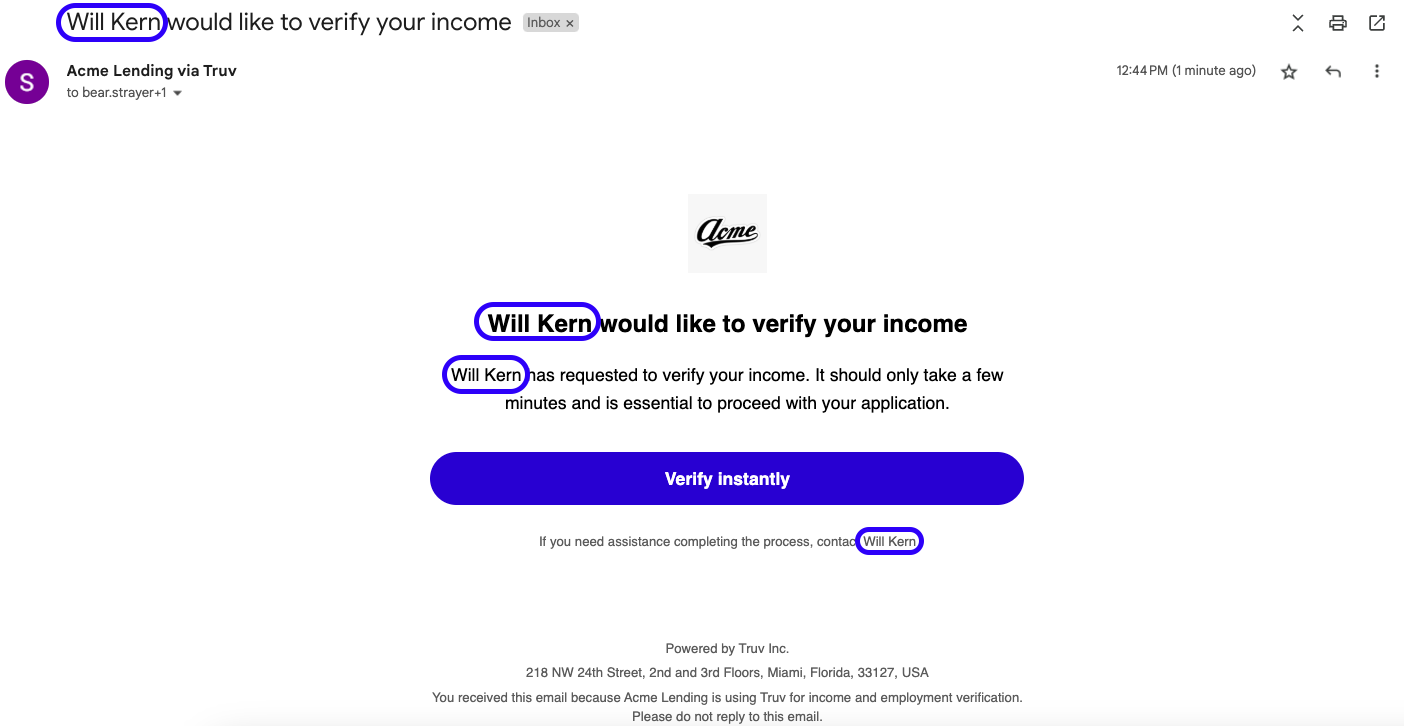 Will Kern would like to verify your income Inbox ×
S
Acme Lending via Truv 12:44 PM (1 minute ago)
to bear.strayer+1
Acme
Will Kern would like to verify your income
Will Kern has requested to verify your income. It should only take a few
minutes and is essential to proceed with your application.
Verify instantly
If you need assistance completing the process, contac Will Kern
Powered by Truv Inc.
218 NW 24th Street, 2nd and 3rd Floors, Miami, Florida, 33127, USA
You received this email because Acme Lending is using Truv for income and employment verification.
Please do not reply to this email.